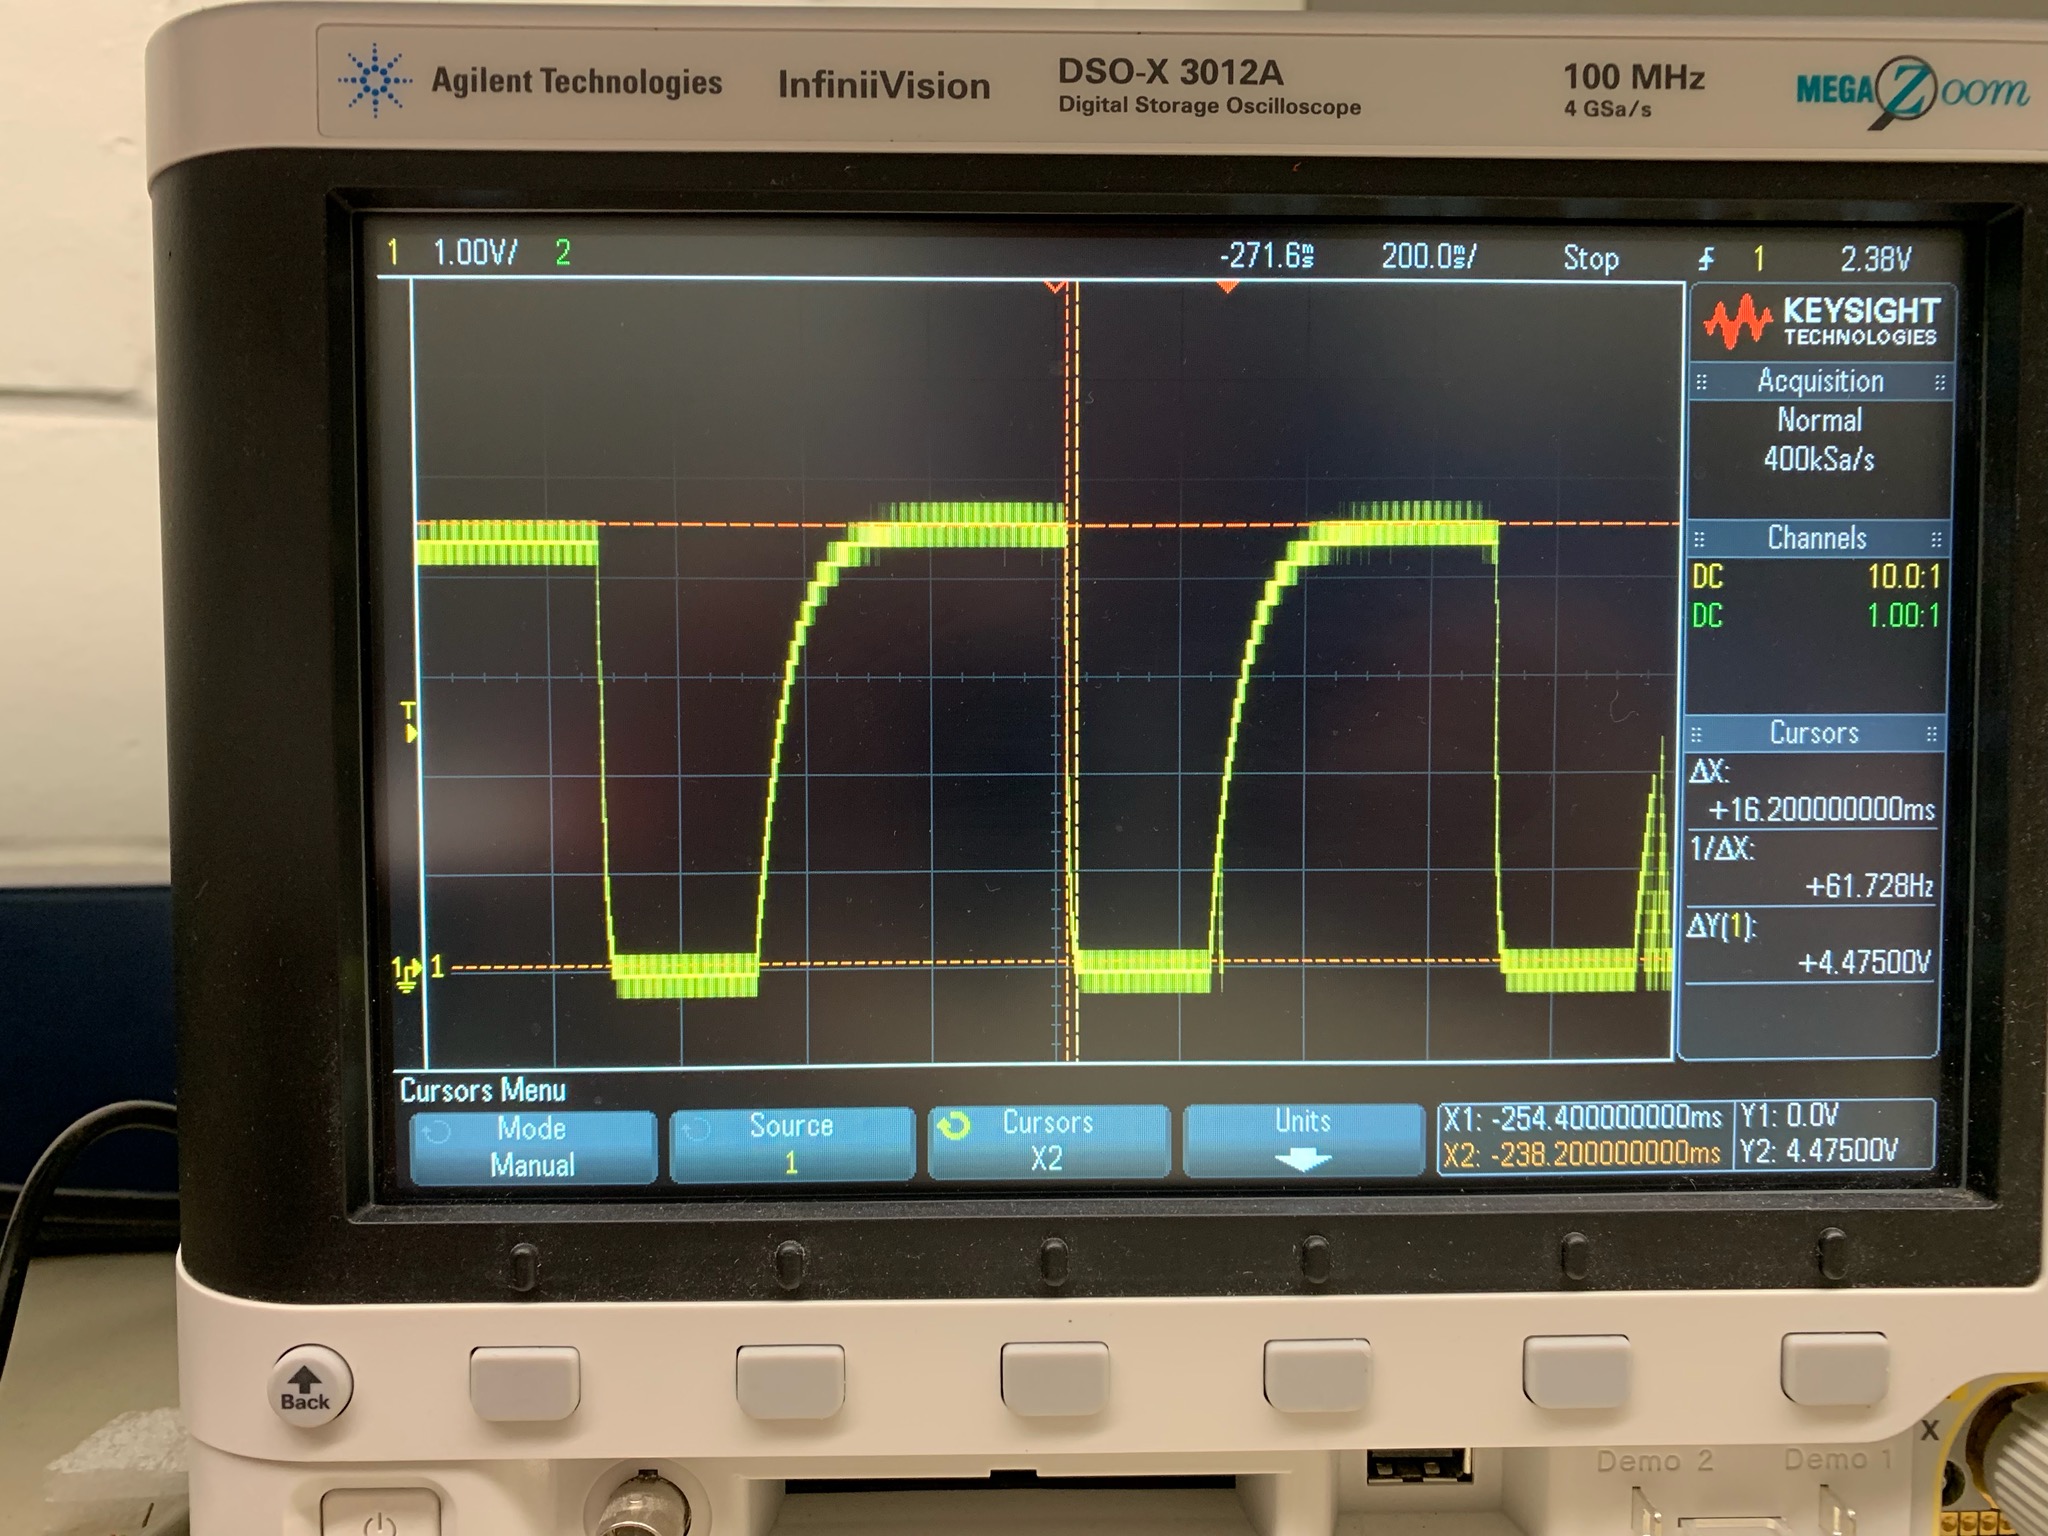 Agilent Technologies InfiniiVision DSO-X 3012A 100 MHz MEGA Zoom
Digital Storage Oscilloscope 4 GSa/s
1 1.00V/ 2 -271.6ms 200.0ms/ Stop 1 2.38V
KEYSIGHT
TECHNOLOGIES
Acquisition
Normal
400kSa/s
Channels
DC 10.0:1
DC 1.00:1
T
Cursors
ΔX:
+16.200000000ms
1/ΔX:
+61.728Hz
ΔY(1):
+4.47500V
1 1
Cursors Menu
Mode
Manual
Source
1
Cursors
X2
Units
X1: -254.400000000ms Y1: 0.0V
X2: -238.200000000ms Y2: 4.47500V
Back
X
Demo 2 Demo 1